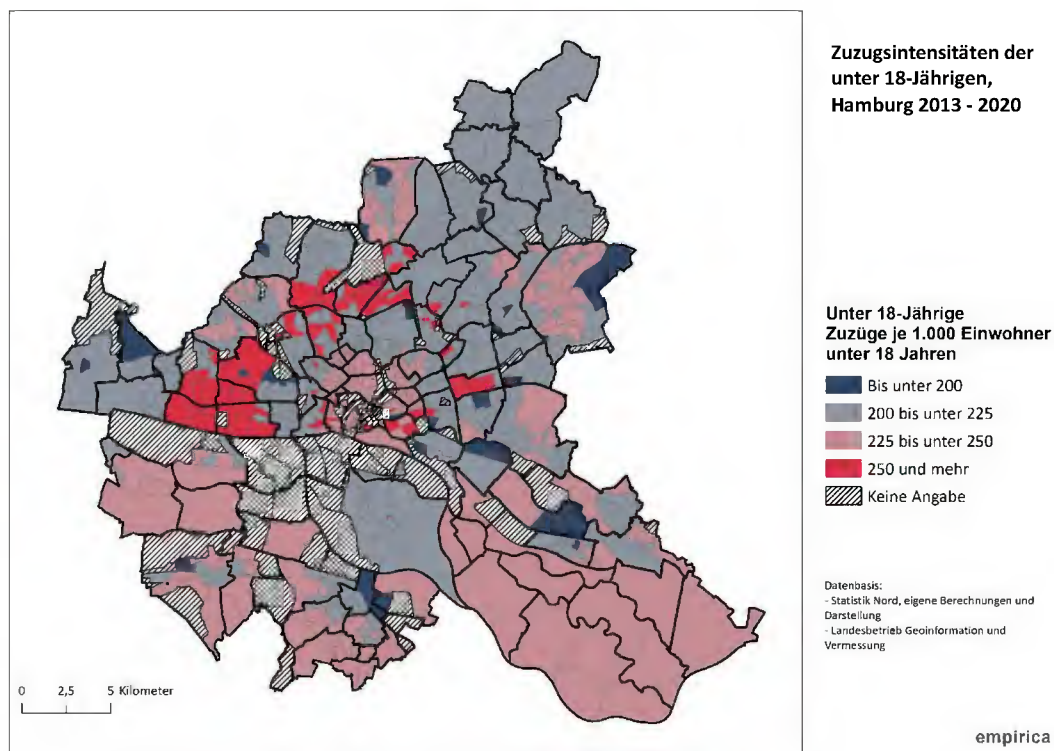 Zuzugsintensitäten der
unter 18-Jährigen,
Hamburg 2013 - 2020
Unter 18-Jährige
Zuzüge je 1.000 Einwohner
unter 18 Jahren
Bis unter 200
200 bis unter 225
225 bis unter 250
250 und mehr
Keine Angabe
Datenbasis:
- Statistik Nord, eigene Berechnungen und
Darstellung
- Landesbetrieb Geoinformation und
Vermessung
0 2,5 5 Kilometer
empirica